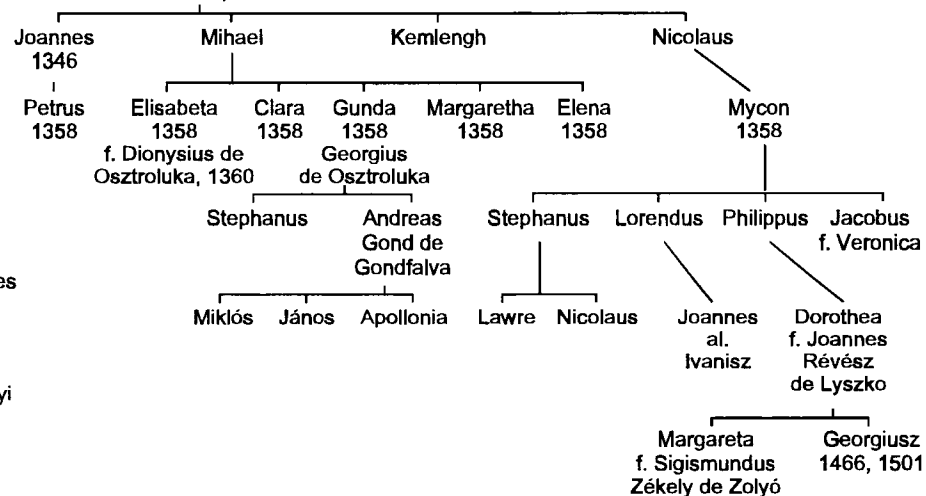 Joannes Mihael Kemlengh Nicolaus
1346
Petrus Elisabeta Clara Gunda Margaretha Elena Mycon
1358 1358 1358 1358 1358 1358 1358
f. Dionysius de Georgius
Osztroluka, 1360 de Osztroluka
Stephanus Andreas Stephanus Lorendus Philippus Jacobus
Gond de f. Veronica
Gondfalva
es
Miklós János Apollonia Lawre Nicolaus Joannes Dorothea
al. f. Joannes
Ivanisz Révész
de Lyszko
yi
Margareta Georgiusz
f. Sigismundus 1466, 1501
Zékely de Zolyó